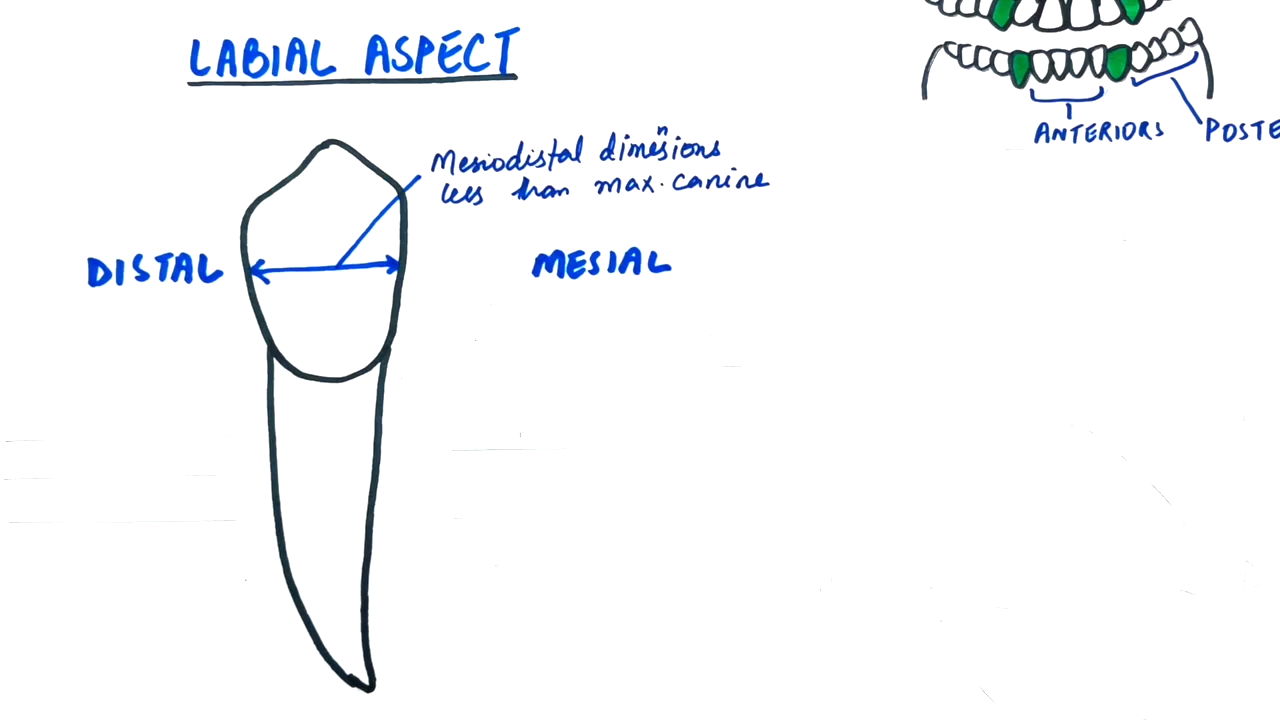 LABIAL ASPECT
ANTERIORS
POSTE
Mesiodistal dimensions
less than max. canine
DISTAL
MESIAL